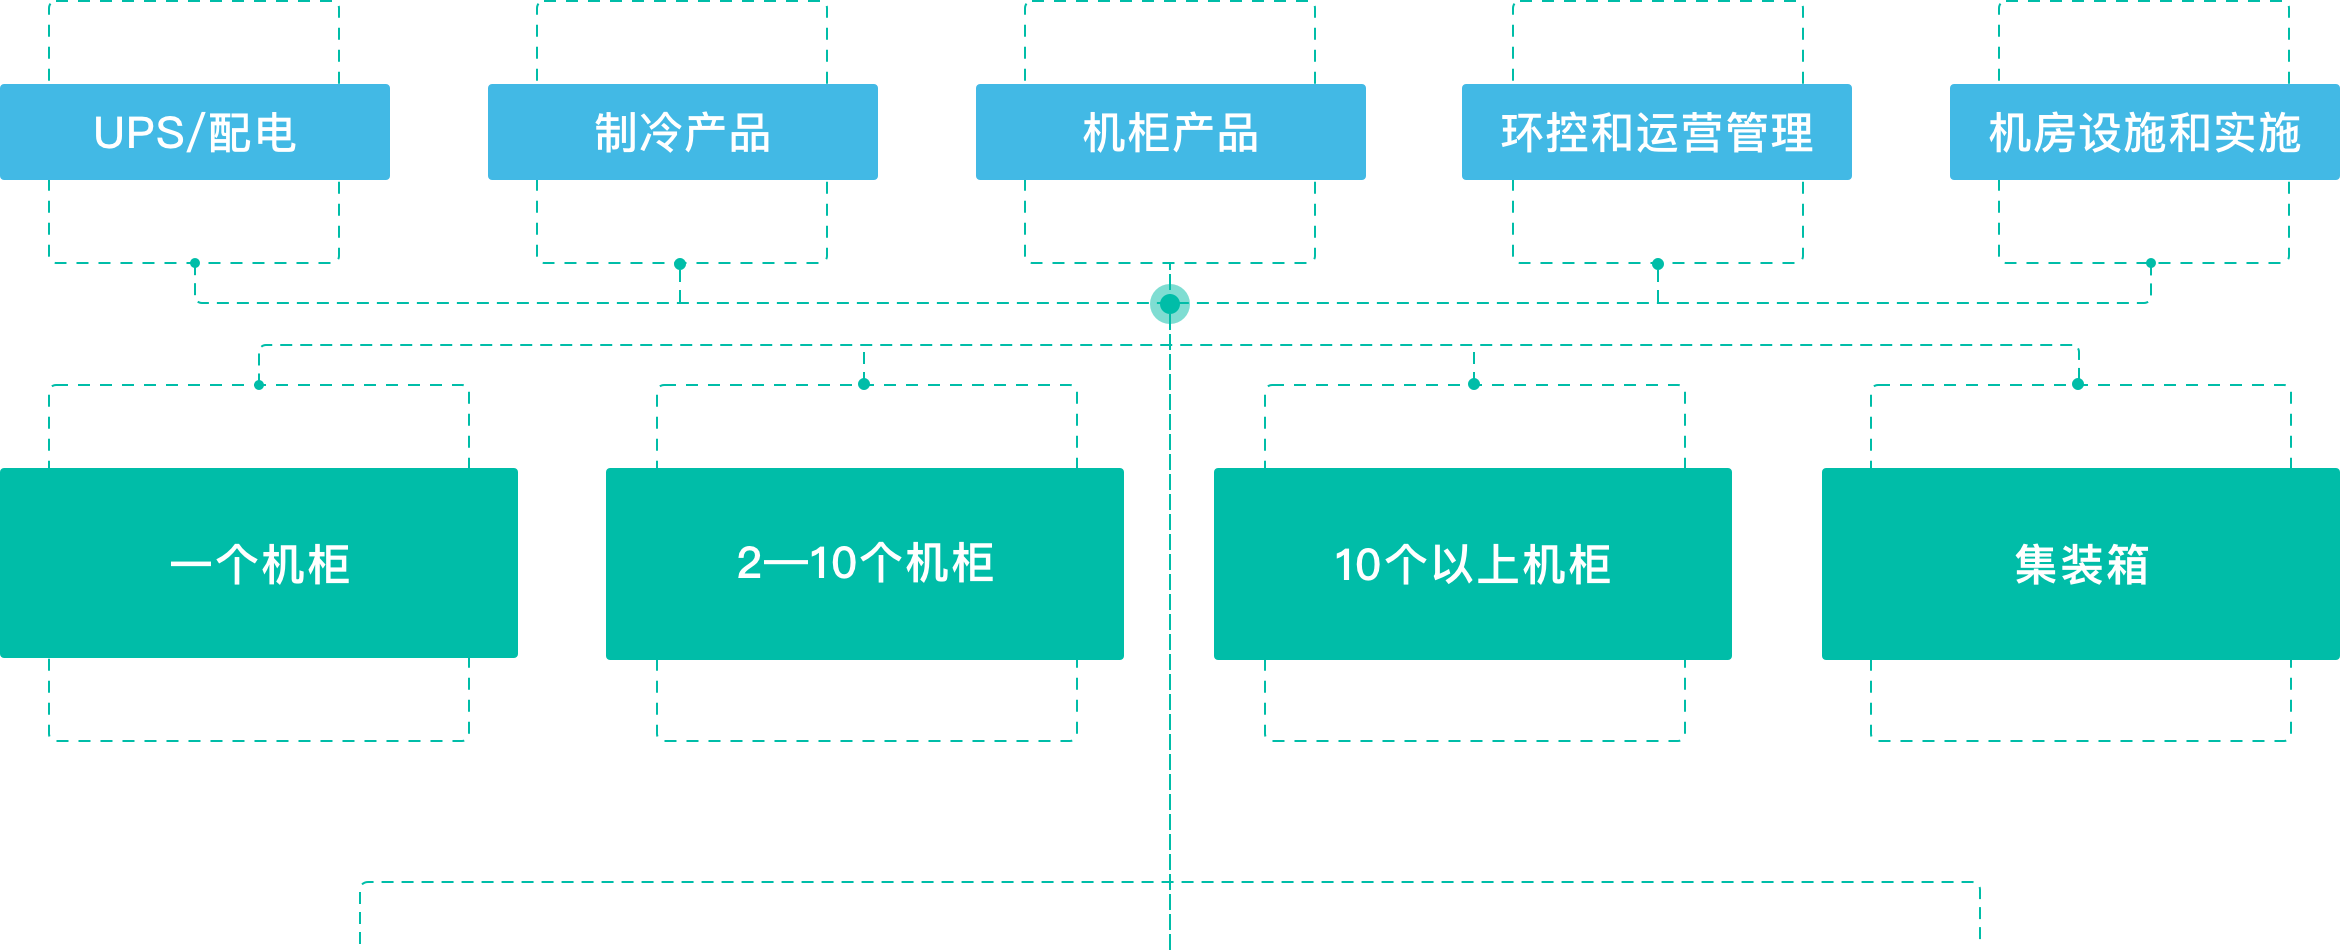 UPS/配电
制冷产品
机柜产品
环控和运营管理
机房设施和实施
一个机柜
2—10个机柜
10个以上机柜
集装箱